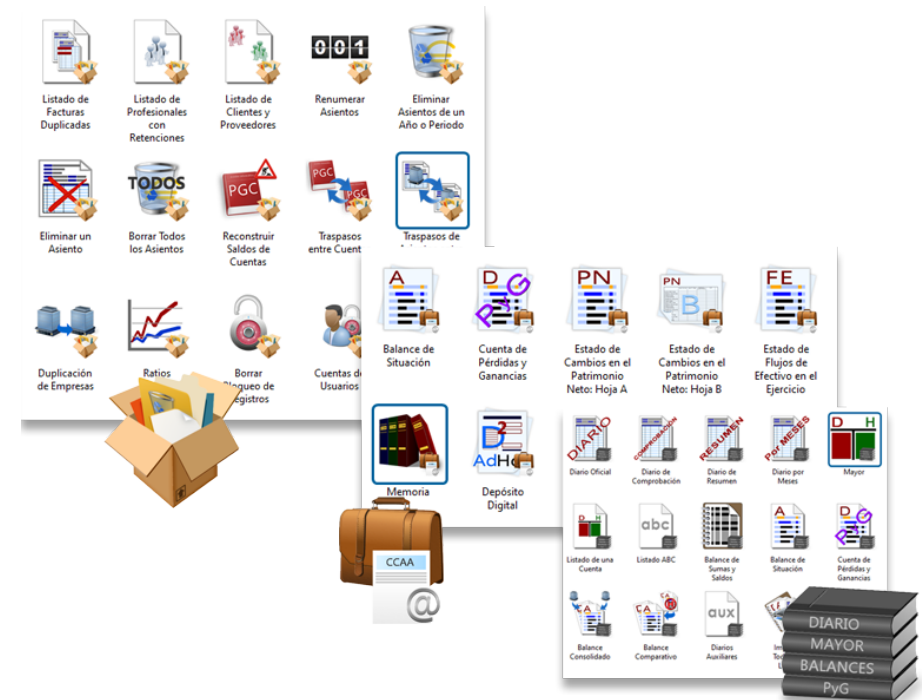 001
Listado de
Facturas
Duplicadas
Listado de
Profesionales
con
Retenciones
Listado de
Clientes y
Proveedores
Renumerar
Asientos
Eliminar
Asientos de un
Año o Periodo
TODOS
PGC
PGC
PGC
Eliminar un
Asiento
Borrar Todos
los Asientos
Reconstruir
Saldos de
Cuentas
Traspasos
entre Cuent
Traspasos de
Duplicación
de Empresas
Ratios
Borrar
Bloqueo de
Registros
Cuentas de
Usuarios
A
D
PyG
PN
PN
B
FE
Balance de
Situación
Cuenta de
Pérdidas y
Ganancias
Estado de
Cambios en el
Patrimonio
Neto: Hoja A
Estado de
Cambios en el
Patrimonio
Neto: Hoja B
Estado de
Flujos de
Efectivo en el
Ejercicio
D2
AdHc
Memoria
Depósito
Digital
CCAA
@
DIARIO
COMPROBACIÓN
RESUMEN
Por MESES
D H
Diario Oficial
Diario de
Comprobación
Diario de
Resumen
Diario por
Meses
Mayor
D H
abc
A
D
PyG
Listado de una
Cuenta
Listado ABC
Balance de
Sumas y
Saldos
Balance de
Situación
Cuenta de
Pérdidas y
Ganancias
CA
CA
aux
Balance
Consolidado
Balance
Comparativo
Diarios
Auxiliares
DIARIO
MAYOR
BALANCES
PyG